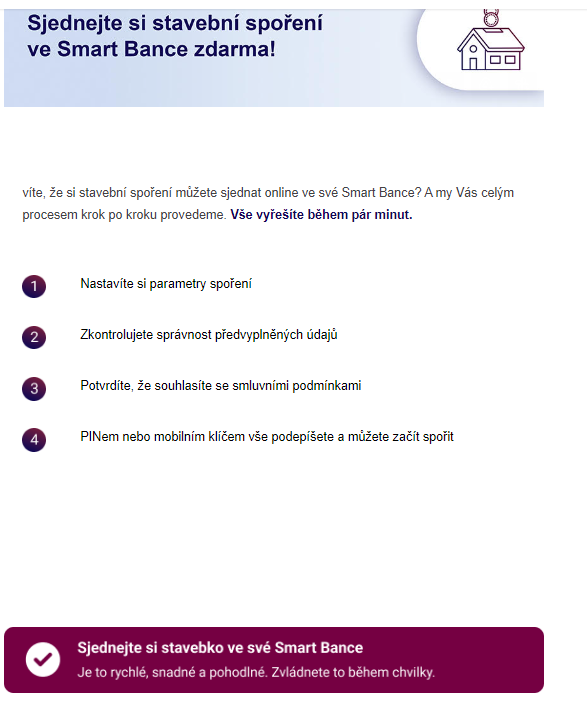 Sjednejte si stavební spoření
ve Smart Bance zdarma!
víte, že si stavební spoření můžete sjednat online ve své Smart Bance? A my Vás celým
procesem krok po kroku provedeme. Vše vyřešíte během pár minut.
1 Nastavíte si parametry spoření
2 Zkontrolujete správnost předvyplněných údajů
3 Potvrdíte, že souhlasíte se smluvními podmínkami
4 PINem nebo mobilním klíčem vše podepíšete a můžete začít spořit
Sjednejte si stavebko ve své Smart Bance
Je to rychlé, snadné a pohodlné. Zvládnete to během chvilky.